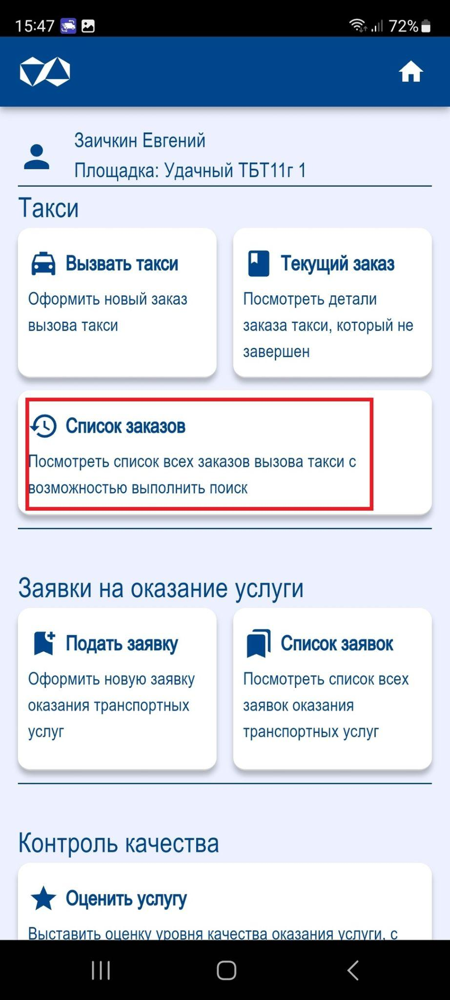 15:47 72%
Заичкин Евгений
Площадка: Удачный ТБТ11г 1
Такси
Вызвать такси
Оформить новый заказ
вызова такси
Текущий заказ
Посмотреть детали
заказа такси, который не
завершен
Список заказов
Посмотреть список всех заказов вызова такси с
возможностью выполнить поиск
Заявки на оказание услуги
Подать заявку
Оформить новую заявку
оказания транспортных
услуг
Список заявок
Посмотреть список всех
заявок оказания
транспортных услуг
Контроль качества
Оценить услугу
Выставить оценку уровня качества оказания услуги, с